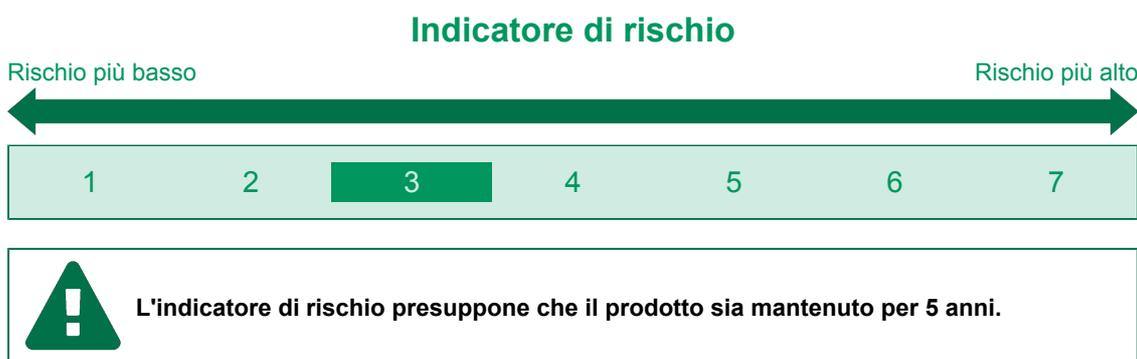 Indicatore di rischio
Rischio più basso
Rischio più alto
1 2 3 4 5 6 7
L'indicatore di rischio presuppone che il prodotto sia mantenuto per 5 anni.